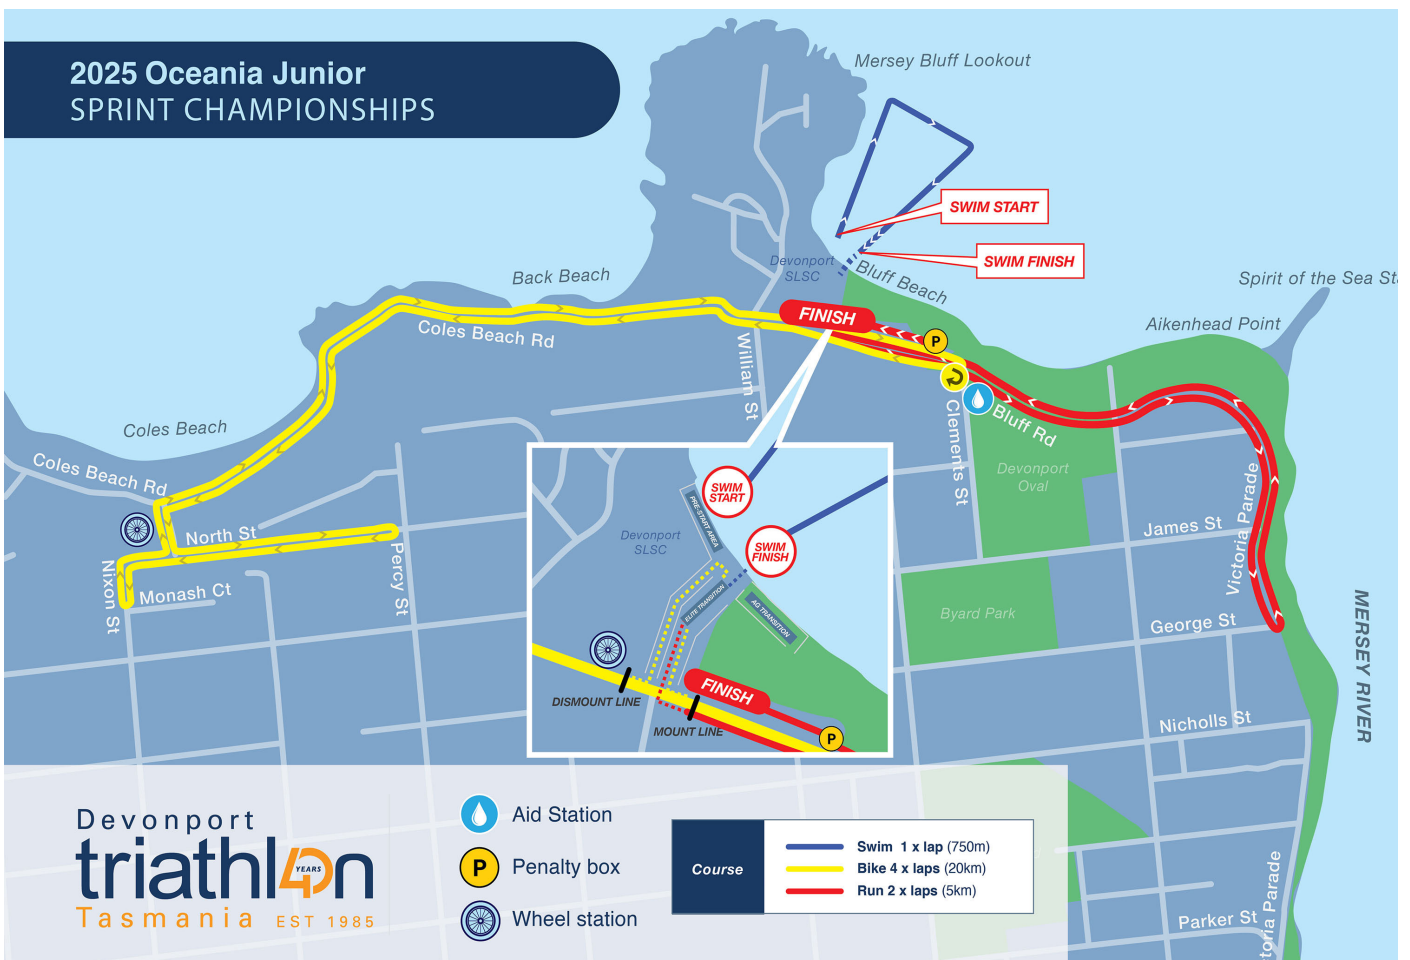 2025 Oceania Junior
SPRINT CHAMPIONSHIPS
Mersey Bluff Lookout
SWIM START
SWIM FINISH
Devonport
SLSC
Bluff Beach
Back Beach
Spirit of the Sea Sta
Aikenhead Point
FINISH
P
Coles Beach Rd
William St
Coles Beach
Clements St
Bluff Rd
Coles Beach Rd
Devonport
Oval
Victoria Parade
James St
North St
Nixon St
Monash Ct
Percy St
Byard Park
George St
MERSEY RIVER
Nicholls St
SWIM
START
PRE-START AREA
Devonport
SLSC
SWIM
FINISH
ELITE TRANSITION
AG TRANSITION
FINISH
DISMOUNT LINE
MOUNT LINE
P
Devonport
triathlon
40 YEARS
Tasmania EST 1985
Aid Station
P Penalty box
Wheel station
Course
Swim 1 x lap (750m)
Bike 4 x laps (20km)
Run 2 x laps (5km)
Parker St
toria Parade